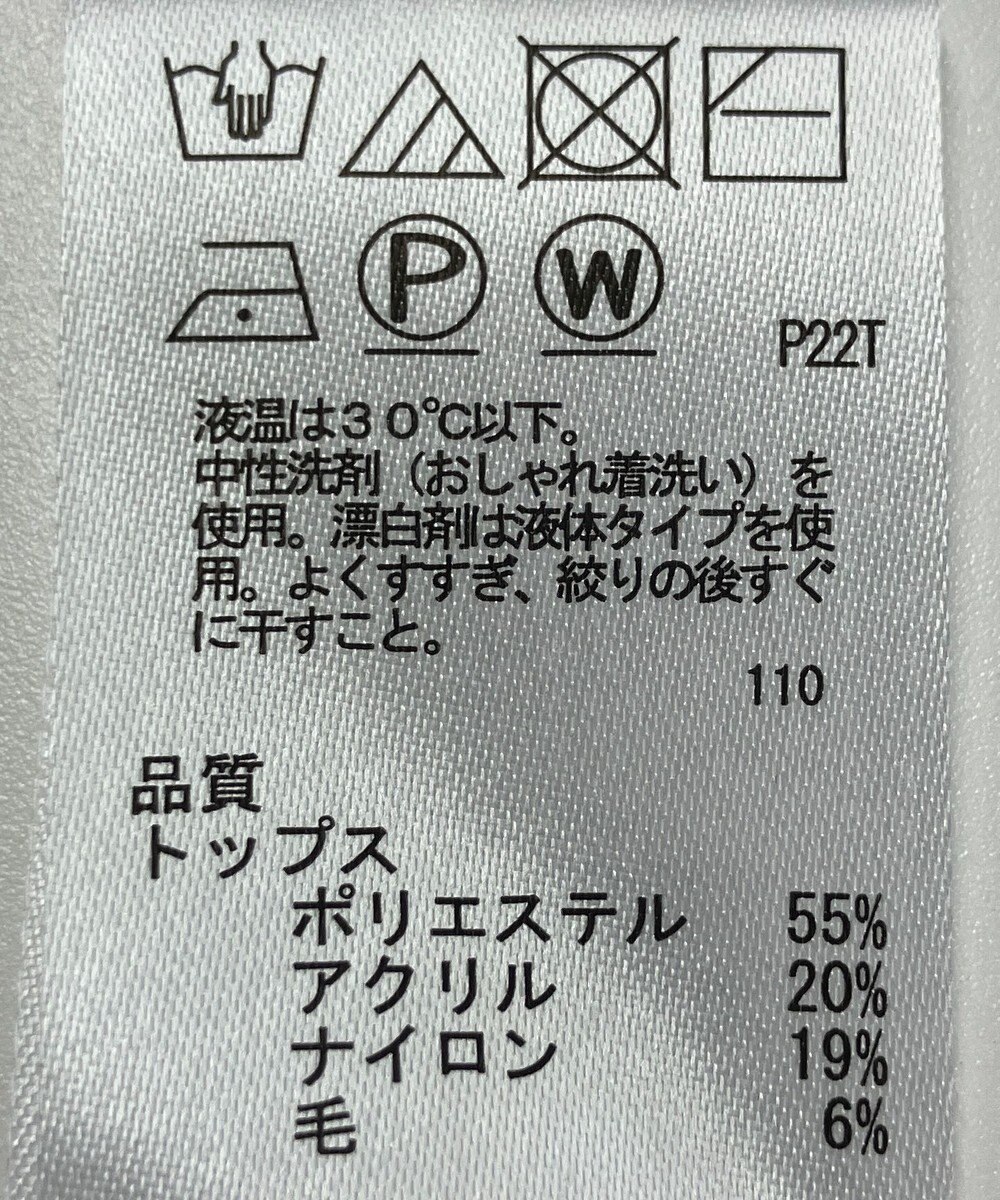 P
W
P22T
液温は30℃以下。
中性洗剤(おしゃれ着洗い)を
使用。漂白剤は液体タイプを使
用。よくすすぎ、絞りの後すぐ
に干すこと。
110
品質
トップス
ポリエステル 55%
アクリル 20%
ナイロン 19%
毛 6%